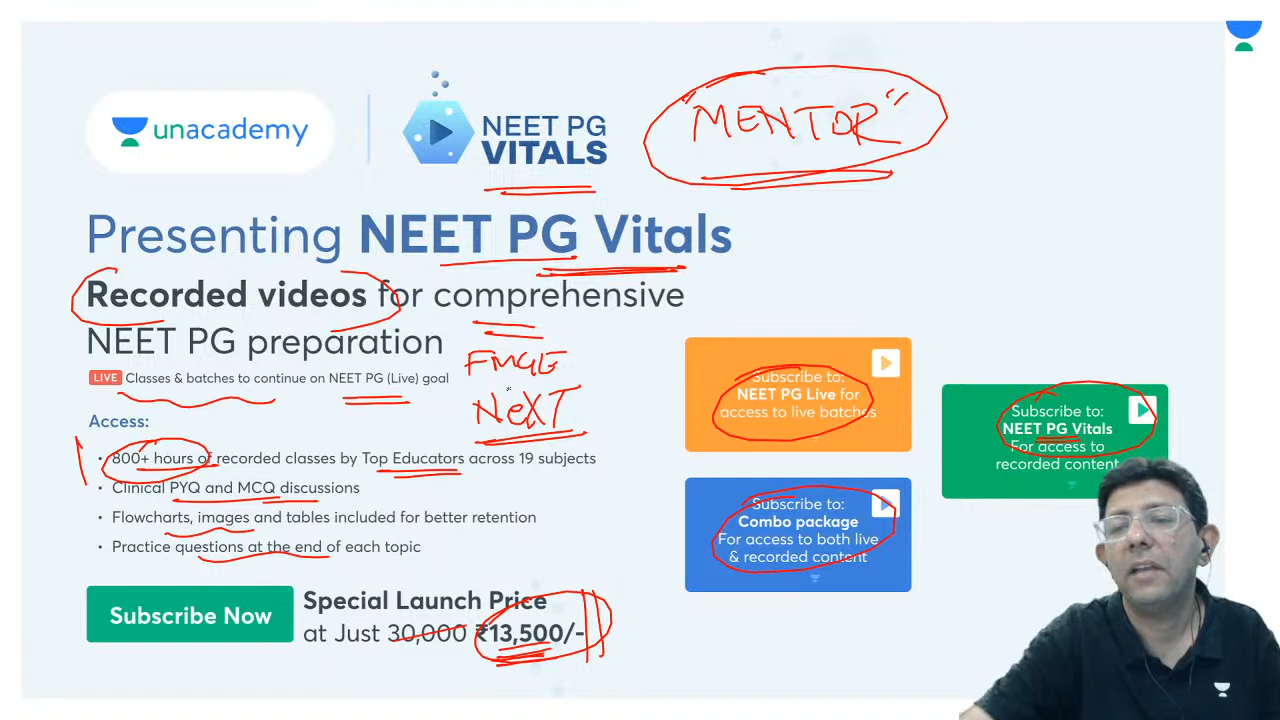 unacademy
NEET PG
VITALS
"MENTOR"
Presenting NEET PG Vitals
Recorded videos for comprehensive
NEET PG preparation
FMGE
LIVE Classes & batches to continue on NEET PG (Live) goal
NeXT
Access:
• 800+ hours of recorded classes by Top Educators across 19 subjects
• Clinical PYQ and MCQ discussions
• Flowcharts, images and tables included for better retention
• Practice questions at the end of each topic
Subscribe Now
Special Launch Price
at Just 30,000 ₹13,500/-
Subscribe to:
NEET PG Live for
access to live batches
Subscribe to:
Combo package
For access to both live
& recorded content
Subscribe to:
NEET PG Vitals
For access to
recorded content